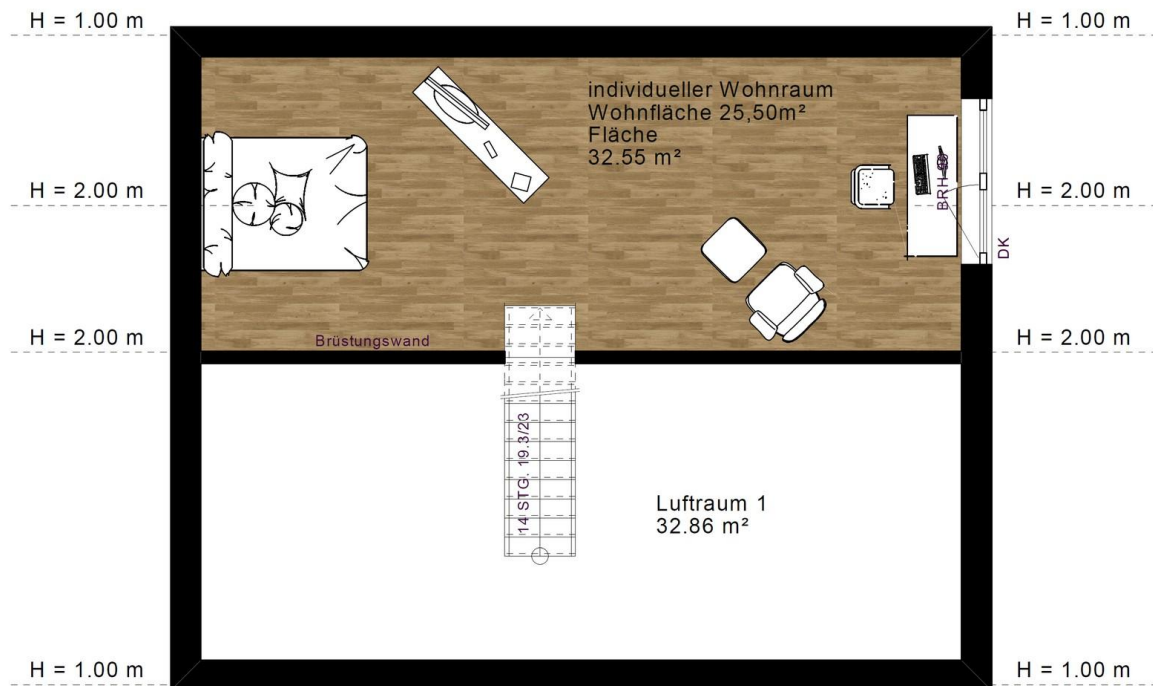 H = 1.00 m
H = 1.00 m
individueller Wohnraum
Wohnfläche 25,50m²
Fläche
32.55 m²
H = 2.00 m
BRH
H = 2.00 m
DK
H = 2.00 m
Brüstungswand
H = 2.00 m
14 STG. 19.3/23
Luftraum 1
32.86 m²
H = 1.00 m
H = 1.00 m